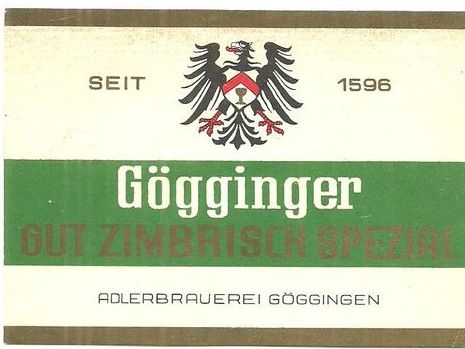 SEIT 1596
Gögginger
GUT ZIMBRISCH SPEZIAL
ADLERBRAUEREI GÖGGINGEN